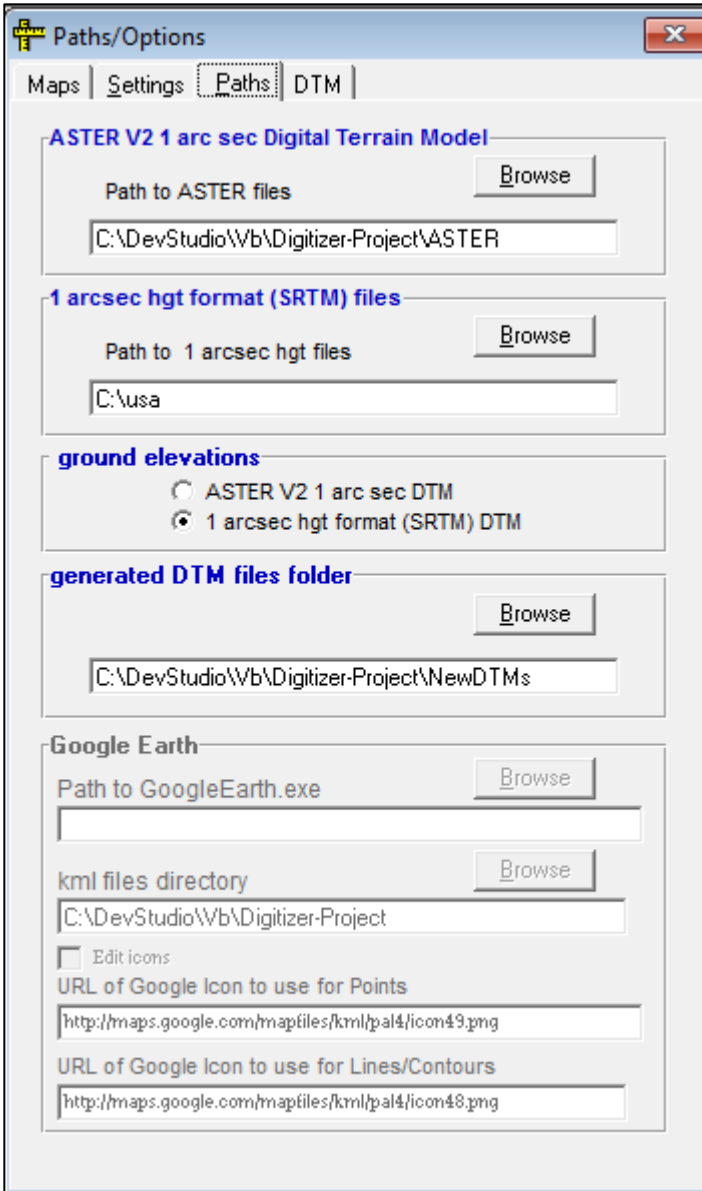 Paths/Options
Maps Settings Paths DTM
ASTER V2 1 arc sec Digital Terrain Model
Browse
Path to ASTER files
C:\DevStudio\Vb\Digitizer-Project\ASTER
1 arcsec hgt format (SRTM) files
Browse
Path to 1 arcsec hgt files
C:\usa
ground elevations
ASTER V2 1 arc sec DTM
1 arcsec hgt format (SRTM) DTM
generated DTM files folder
Browse
C:\DevStudio\Vb\Digitizer-Project\NewDTMs
Google Earth
Browse
Path to GoogleEarth.exe
Browse
kml files directory
C:\DevStudio\Vb\Digitizer-Project
Edit icons
URL of Google Icon to use for Points
http://maps.google.com/mapfiles/kml/pal4/icon49.png
URL of Google Icon to use for Lines/Contours
http://maps.google.com/mapfiles/kml/pal4/icon48.png